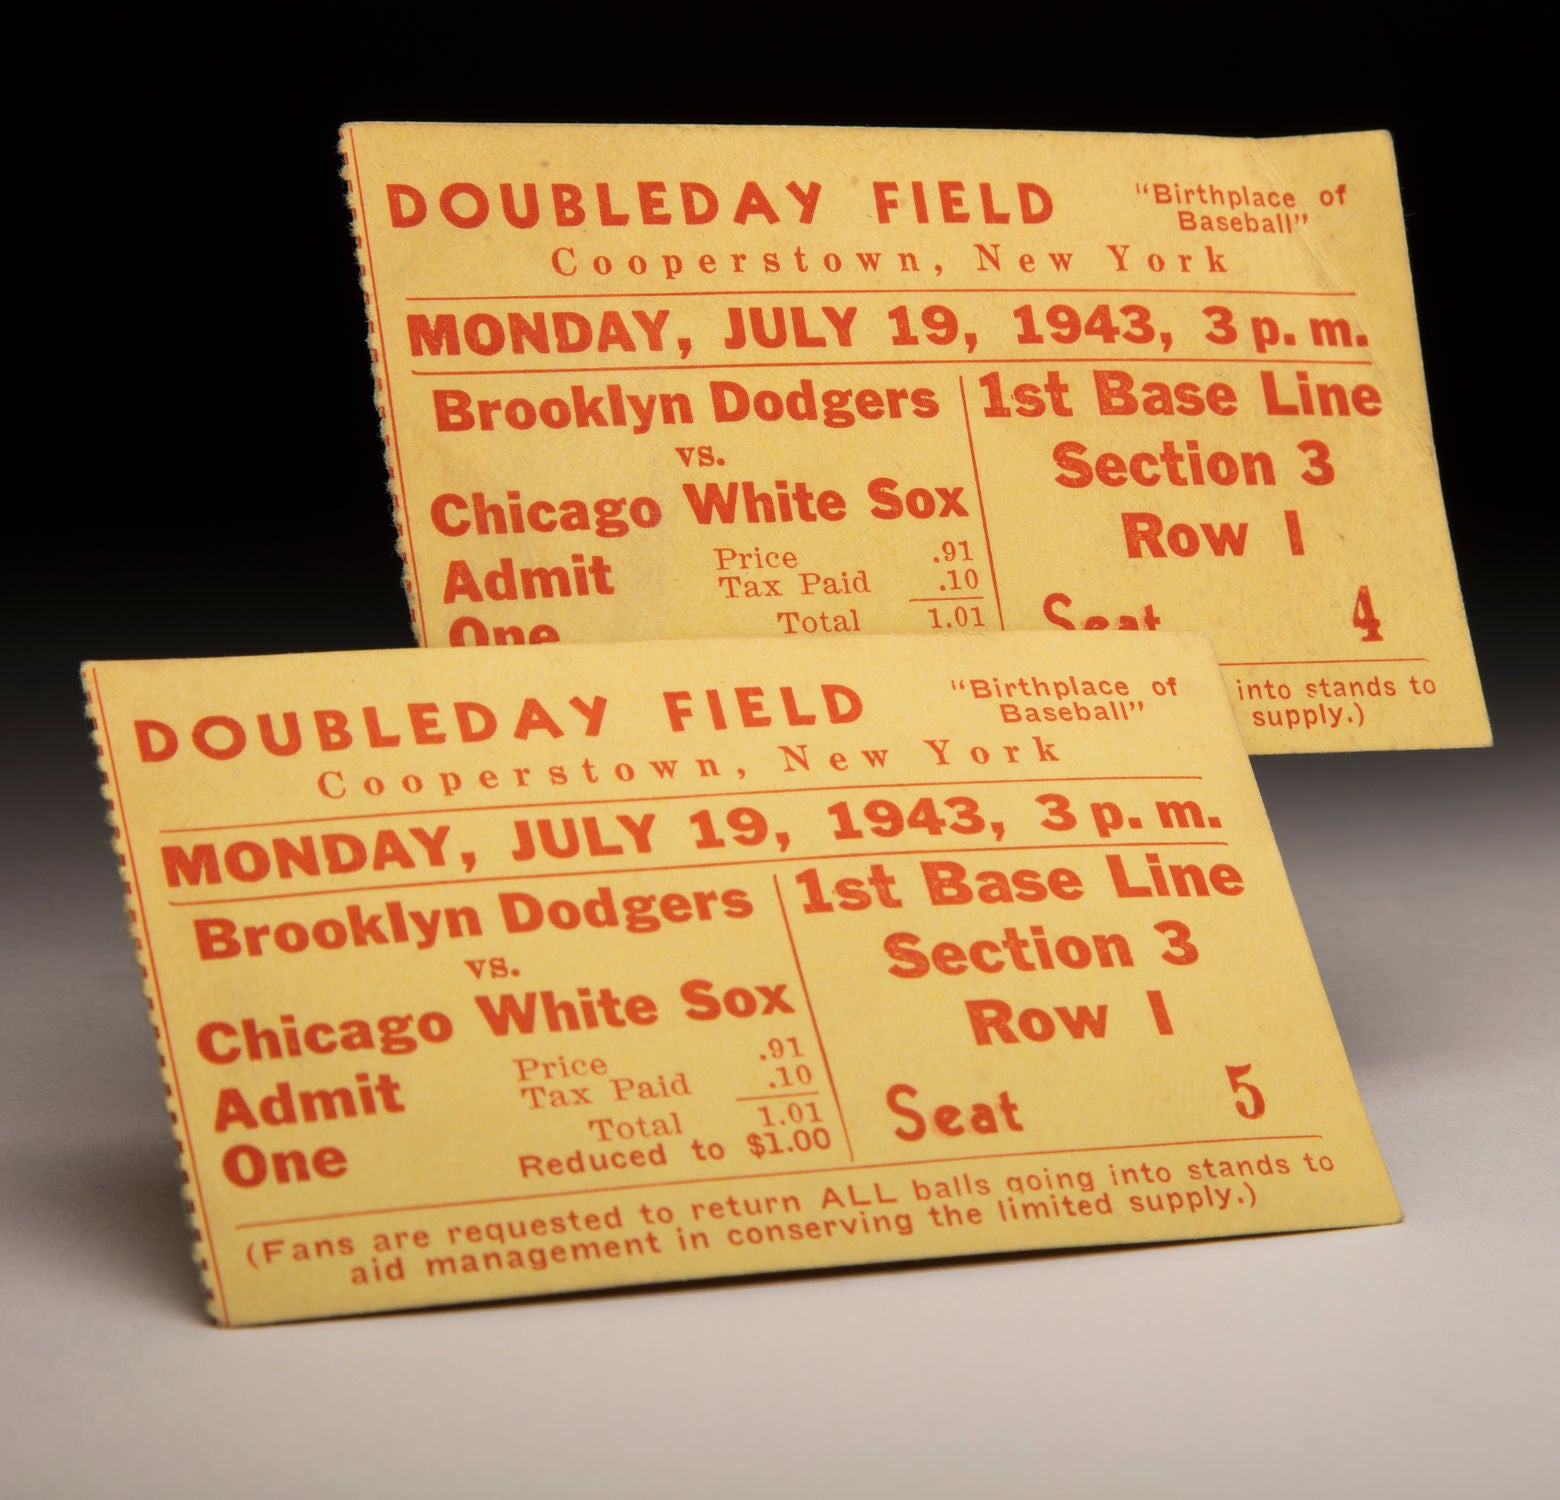 DOUBLEDAY FIELD "Birthplace of Baseball"
Cooperstown, New York
MONDAY, JULY 19, 1943, 3 p. m.
Brooklyn Dodgers
vs.
Chicago White Sox
Admit One
Price .91
Tax Paid .10
Total 1.01
1st Base Line
Section 3
Row 1
Seat 4
into stands to
supply.)
DOUBLEDAY FIELD "Birthplace of Baseball"
Cooperstown, New York
MONDAY, JULY 19, 1943, 3 p. m.
Brooklyn Dodgers
vs.
Chicago White Sox
Admit One
Price .91
Tax Paid .10
Total 1.01
Reduced to $1.00
1st Base Line
Section 3
Row 1
Seat 5
(Fans are requested to return ALL balls going into stands to
aid management in conserving the limited supply.)